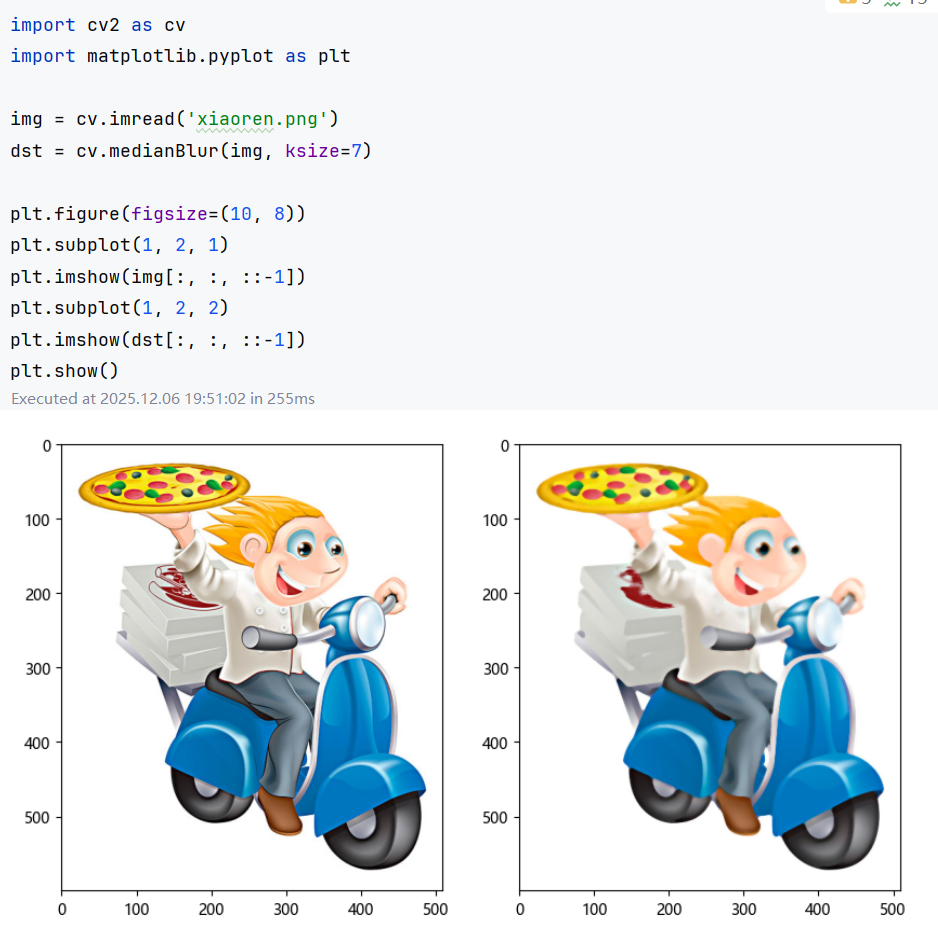 import cv2 as cv
import matplotlib.pyplot as plt
img = cv.imread('xiaoren.png')
dst = cv.medianBlur(img, ksize=7)
plt.figure(figsize=(10, 8))
plt.subplot(1, 2, 1)
plt.imshow(img[:, :, ::-1])
plt.subplot(1, 2, 2)
plt.imshow(dst[:, :, ::-1])
plt.show()
Executed at 2025.12.06 19:51:02 in 255ms
0
100
200
300
400
500
0 100 200 300 400 500
0
100
200
300
400
500
0 100 200 300 400 500